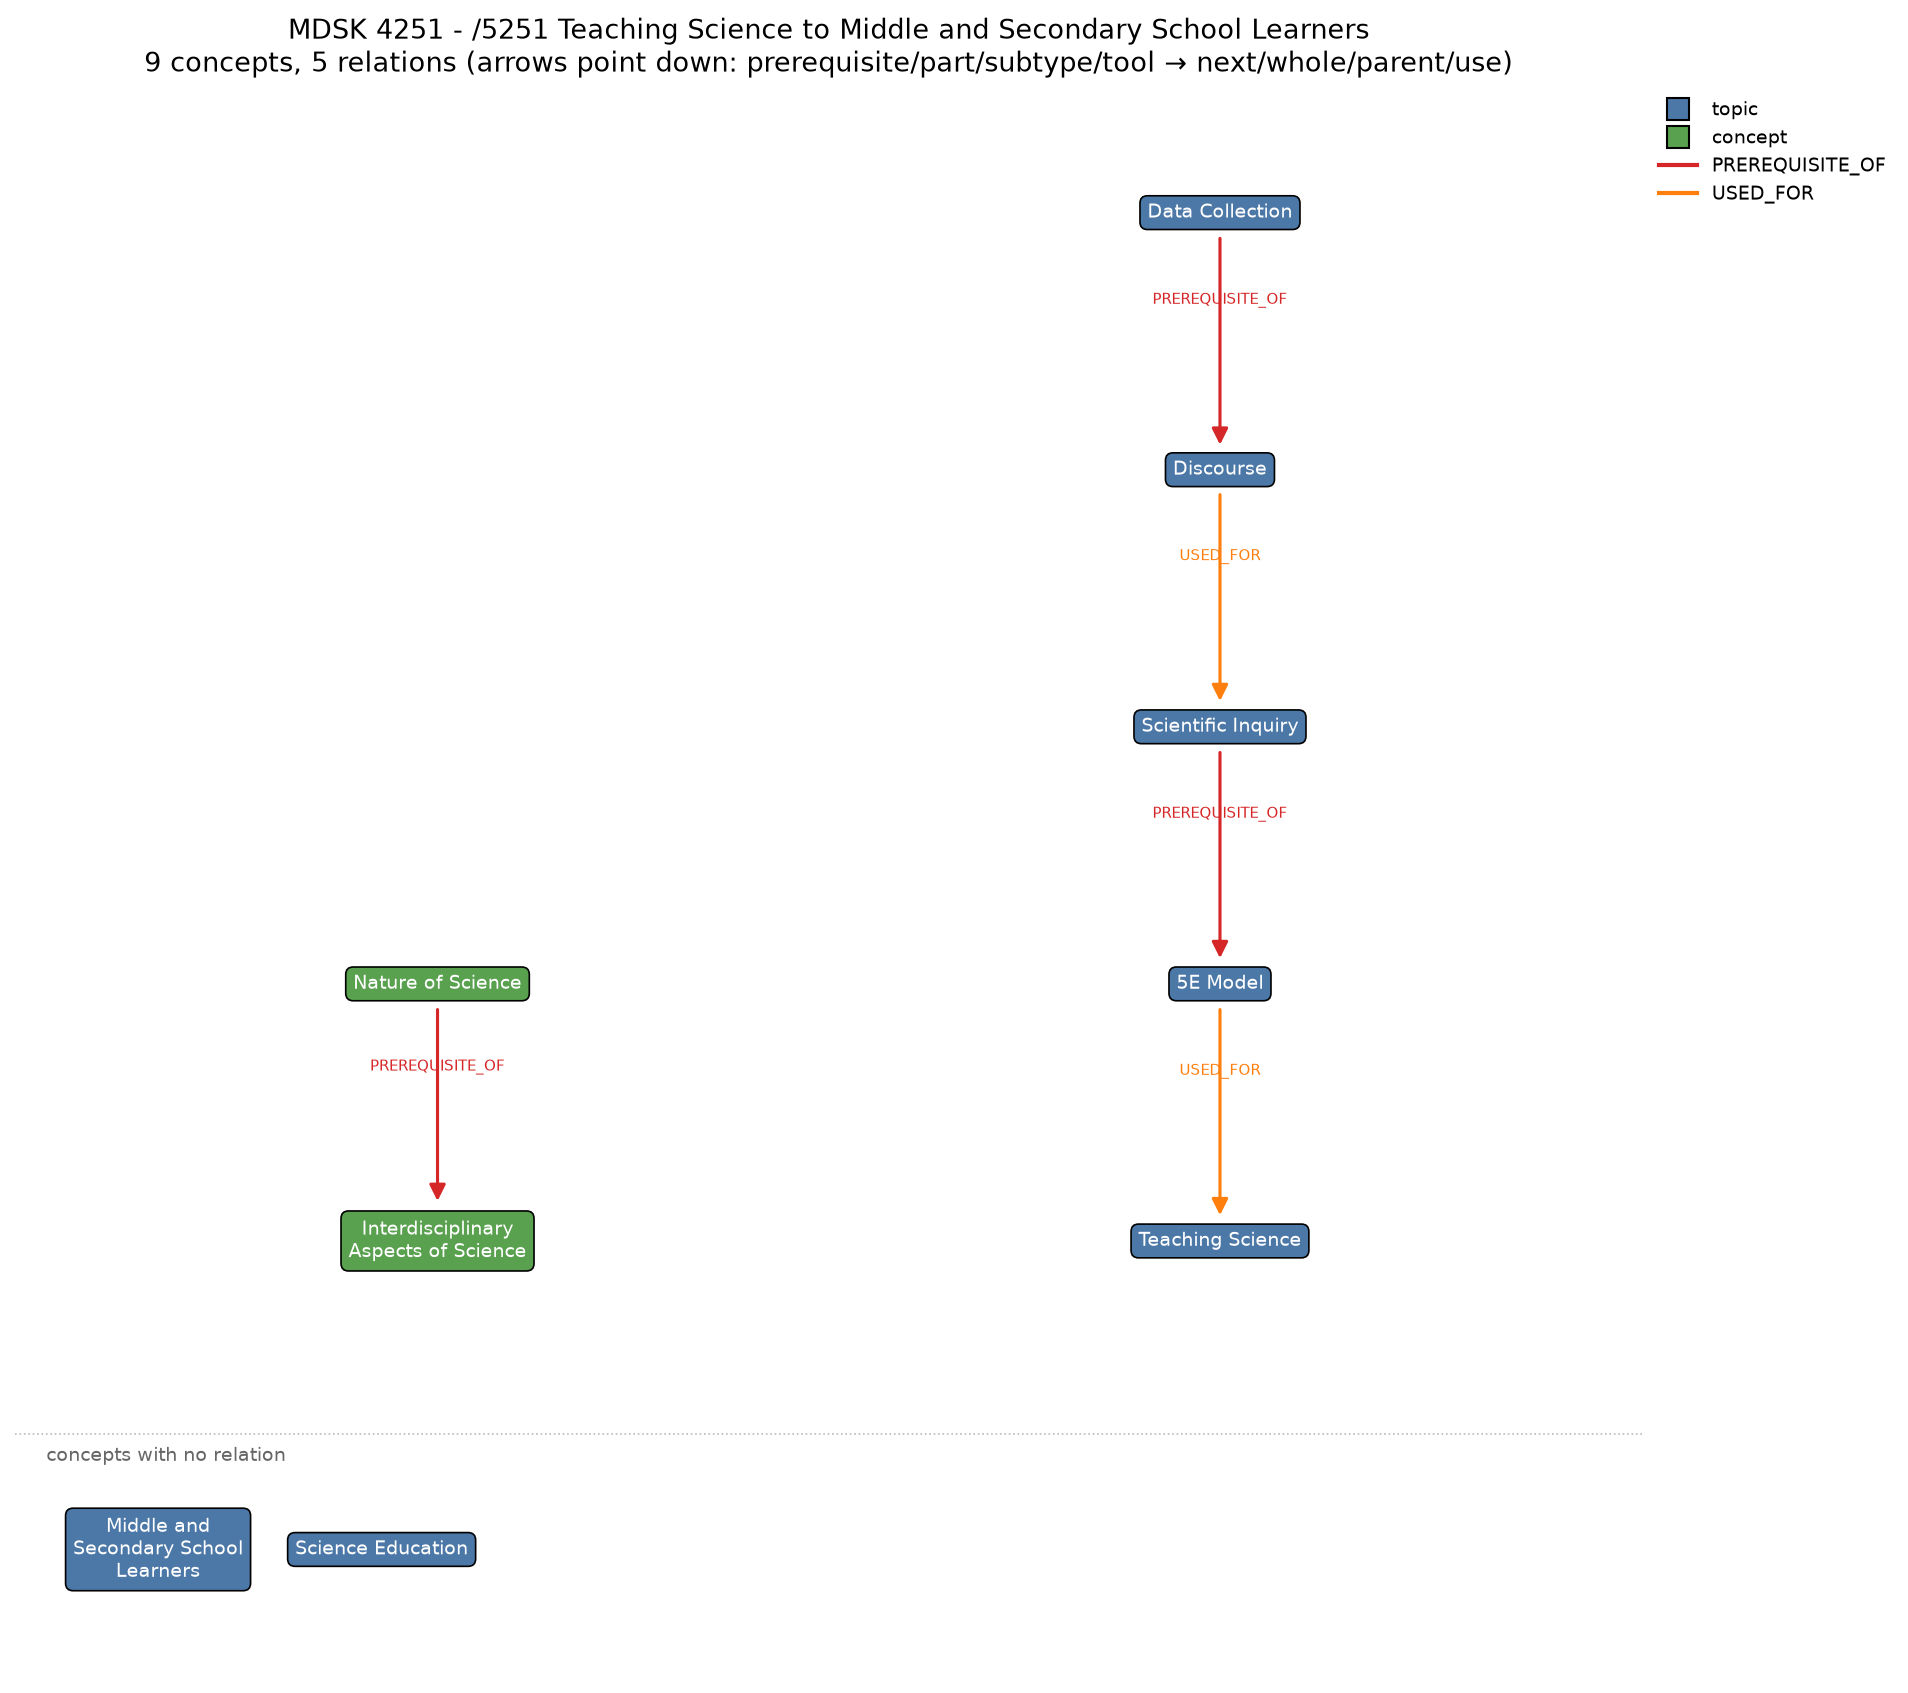 MDSK 4251 - /5251 Teaching Science to Middle and Secondary School Learners
9 concepts, 5 relations (arrows point down: prerequisite/part/subtype/tool → next/whole/parent/use)
topic
concept
PREREQUISITE_OF
USED_FOR
Data Collection
PREREQUISITE_OF
Discourse
USED_FOR
Scientific Inquiry
PREREQUISITE_OF
Nature of Science
5E Model
PREREQUISITE_OF
USED_FOR
Interdisciplinary
Aspects of Science
Teaching Science
concepts with no relation
Middle and
Secondary School
Learners
Science Education